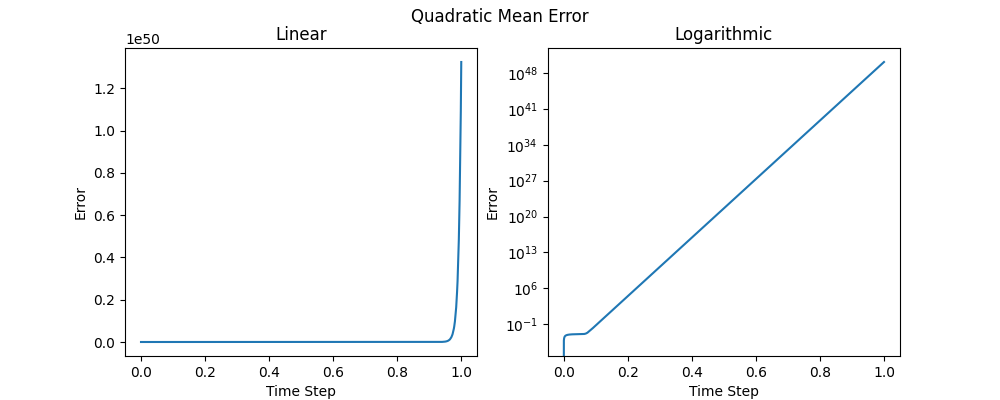 Quadratic Mean Error
Linear
1e50
1.2
1.0
0.8
0.6
0.4
0.2
0.0
Error
0.0 0.2 0.4 0.6 0.8 1.0
Time Step
Logarithmic
10^48
10^41
10^34
10^27
10^20
10^13
10^6
10^-1
Error
0.0 0.2 0.4 0.6 0.8 1.0
Time Step